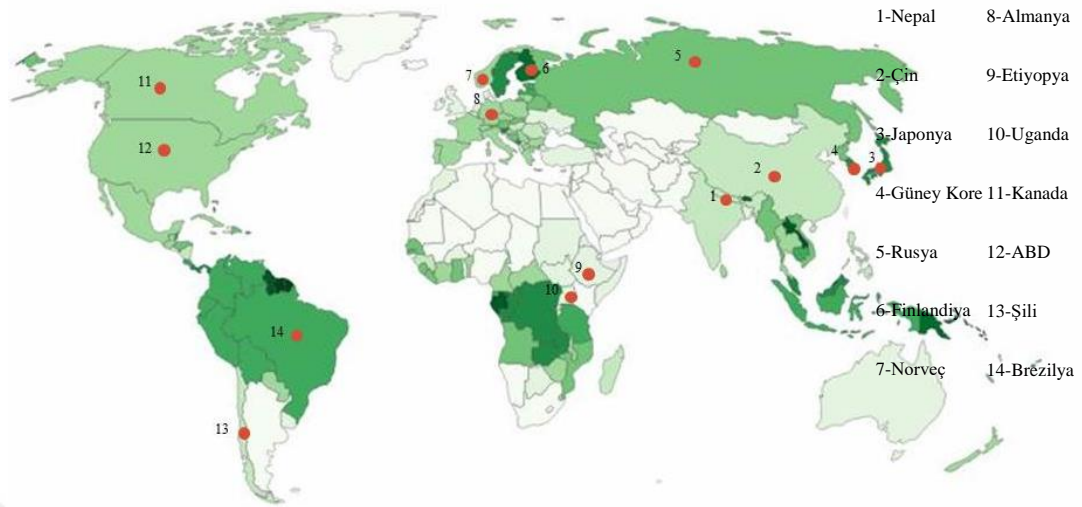 1-Nepal 8-Almanya
2-Çin 9-Etiyopya
3-Japonya 10-Uganda
4-Güney Kore 11-Kanada
5-Rusya 12-ABD
6-Finlandiya 13-Şili
7-Norveç 14-Brezilya
11
7
6
5
8
12
4
3
2
1
9
10
14
13